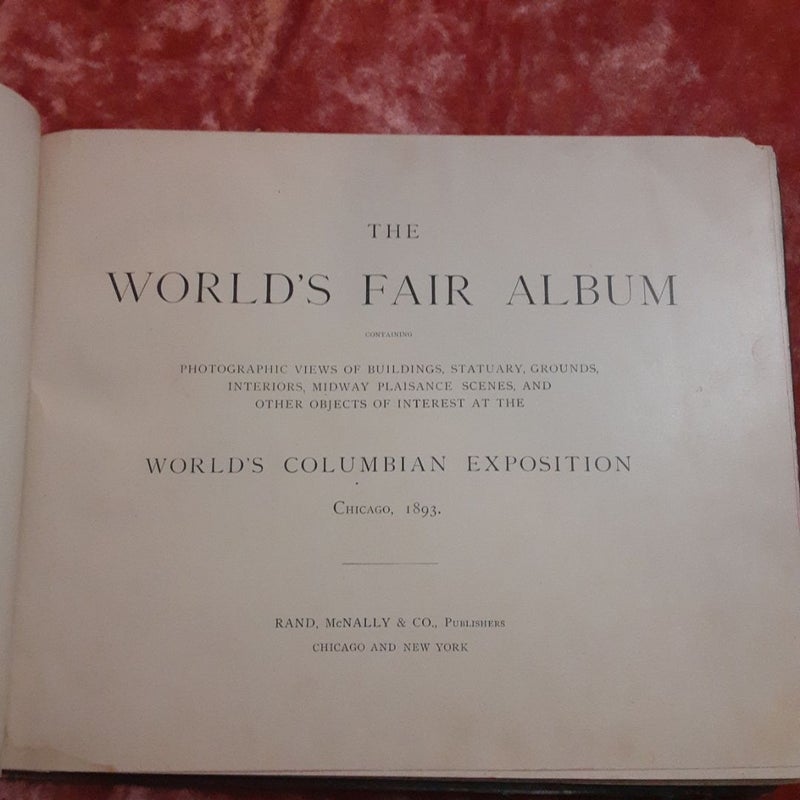 THE
WORLD'S FAIR ALBUM
CONTAINING
PHOTOGRAPHIC VIEWS OF BUILDINGS, STATUARY, GROUNDS,
INTERIORS, MIDWAY PLAISANCE SCENES, AND
OTHER OBJECTS OF INTEREST AT THE
WORLD'S COLUMBIAN EXPOSITION
CHICAGO, 1893.
RAND, McNALLY & CO., PUBLISHERS
CHICAGO AND NEW YORK